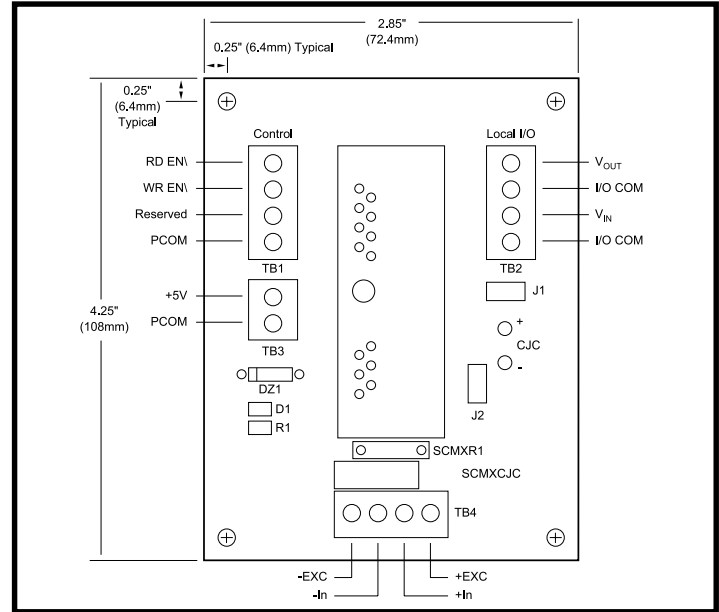 2.85"
(72.4mm)
0.25" (6.4mm) Typical
0.25"
(6.4mm)
Typical
Control
Local I/O
RD EN\
WR EN\
Reserved
PCOM
VOUT
I/O COM
VIN
I/O COM
TB1
TB2
+5V
PCOM
J1
4.25"
(108mm)
+
CJC
-
TB3
DZ1
D1
R1
J2
SCMXR1
SCMXCJC
TB4
-EXC
+EXC
-In
+In